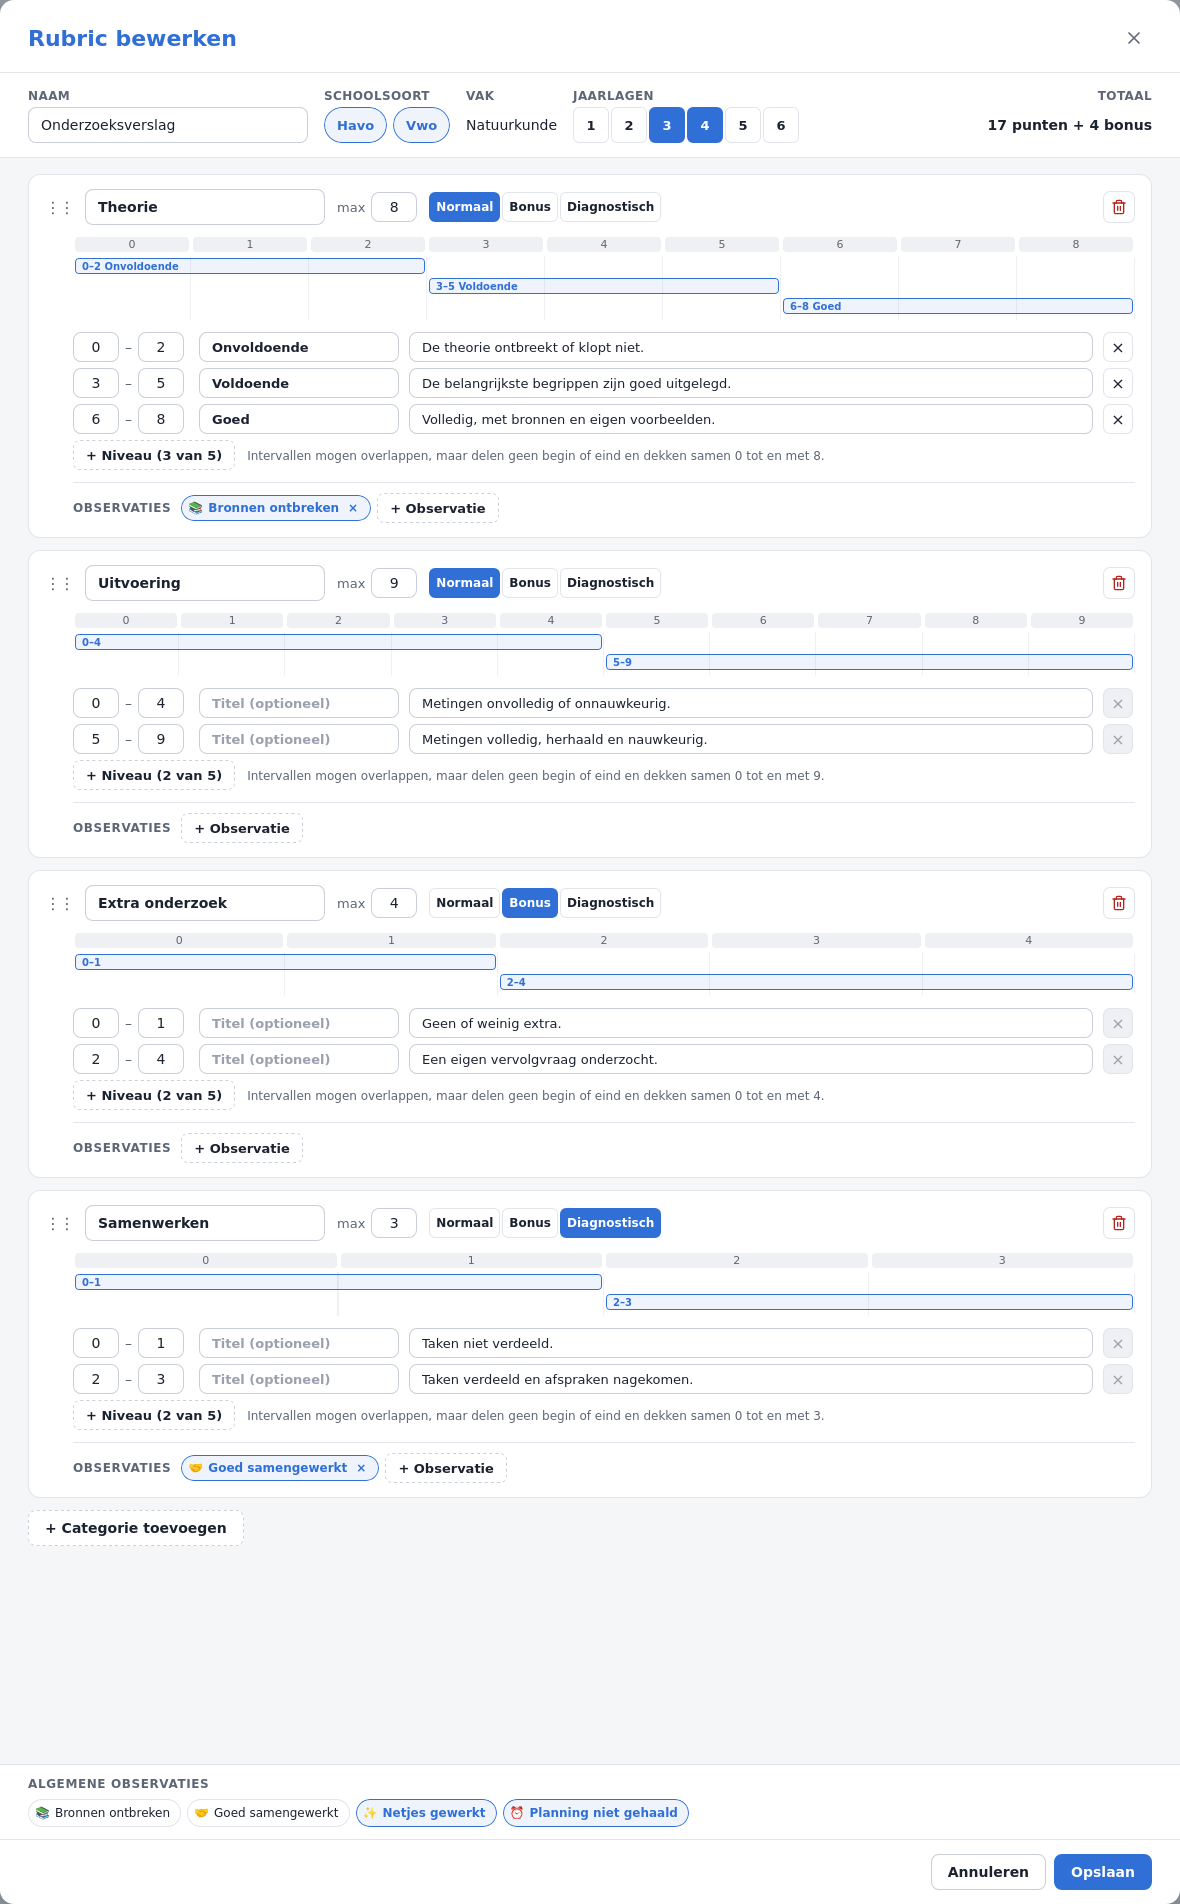 Rubric bewerken
NAAM SCHOOLSOORT VAK JAARLAGEN TOTAAL
Onderzoeksverslag Havo Vwo Natuurkunde 1 2 3 4 5 6 17 punten + 4 bonus
Theorie max 8 Normaal Bonus Diagnostisch
0 1 2 3 4 5 6 7 8
0–2 Onvoldoende
3–5 Voldoende
6–8 Goed
0 – 2 Onvoldoende De theorie ontbreekt of klopt niet. ×
3 – 5 Voldoende De belangrijkste begrippen zijn goed uitgelegd. ×
6 – 8 Goed Volledig, met bronnen en eigen voorbeelden. ×
+ Niveau (3 van 5) Intervallen mogen overlappen, maar delen geen begin of eind en dekken samen 0 tot en met 8.
OBSERVATIES 📚 Bronnen ontbreken × + Observatie
Uitvoering max 9 Normaal Bonus Diagnostisch
0 1 2 3 4 5 6 7 8 9
0–4
5–9
0 – 4 Titel (optioneel) Metingen onvolledig of onnauwkeurig. ×
5 – 9 Titel (optioneel) Metingen volledig, herhaald en nauwkeurig. ×
+ Niveau (2 van 5) Intervallen mogen overlappen, maar delen geen begin of eind en dekken samen 0 tot en met 9.
OBSERVATIES + Observatie
Extra onderzoek max 4 Normaal Bonus Diagnostisch
0 1 2 3 4
0–1
2–4
0 – 1 Titel (optioneel) Geen of weinig extra. ×
2 – 4 Titel (optioneel) Een eigen vervolgvraag onderzocht. ×
+ Niveau (2 van 5) Intervallen mogen overlappen, maar delen geen begin of eind en dekken samen 0 tot en met 4.
OBSERVATIES + Observatie
Samenwerken max 3 Normaal Bonus Diagnostisch
0 1 2 3
0–1
2–3
0 – 1 Titel (optioneel) Taken niet verdeeld. ×
2 – 3 Titel (optioneel) Taken verdeeld en afspraken nagekomen. ×
+ Niveau (2 van 5) Intervallen mogen overlappen, maar delen geen begin of eind en dekken samen 0 tot en met 3.
OBSERVATIES 🤝 Goed samengewerkt × + Observatie
+ Categorie toevoegen
ALGEMENE OBSERVATIES
📚 Bronnen ontbreken 🤝 Goed samengewerkt ✨ Netjes gewerkt ⏰ Planning niet gehaald
Annuleren Opslaan